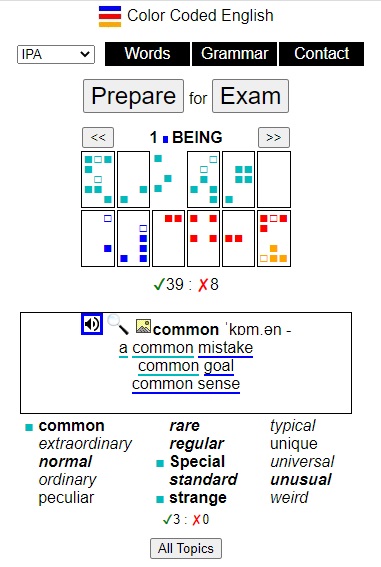 Color Coded English
IPA Words Grammar Contact
Prepare for Exam
<< 1 BEING >>
✓39 : ✗8
common ˈkɒm.ən -
a common mistake
common goal
common sense
common rare typical
extraordinary regular unique
normal Special universal
ordinary standard unusual
peculiar strange weird
✓3 : ✗0
All Topics